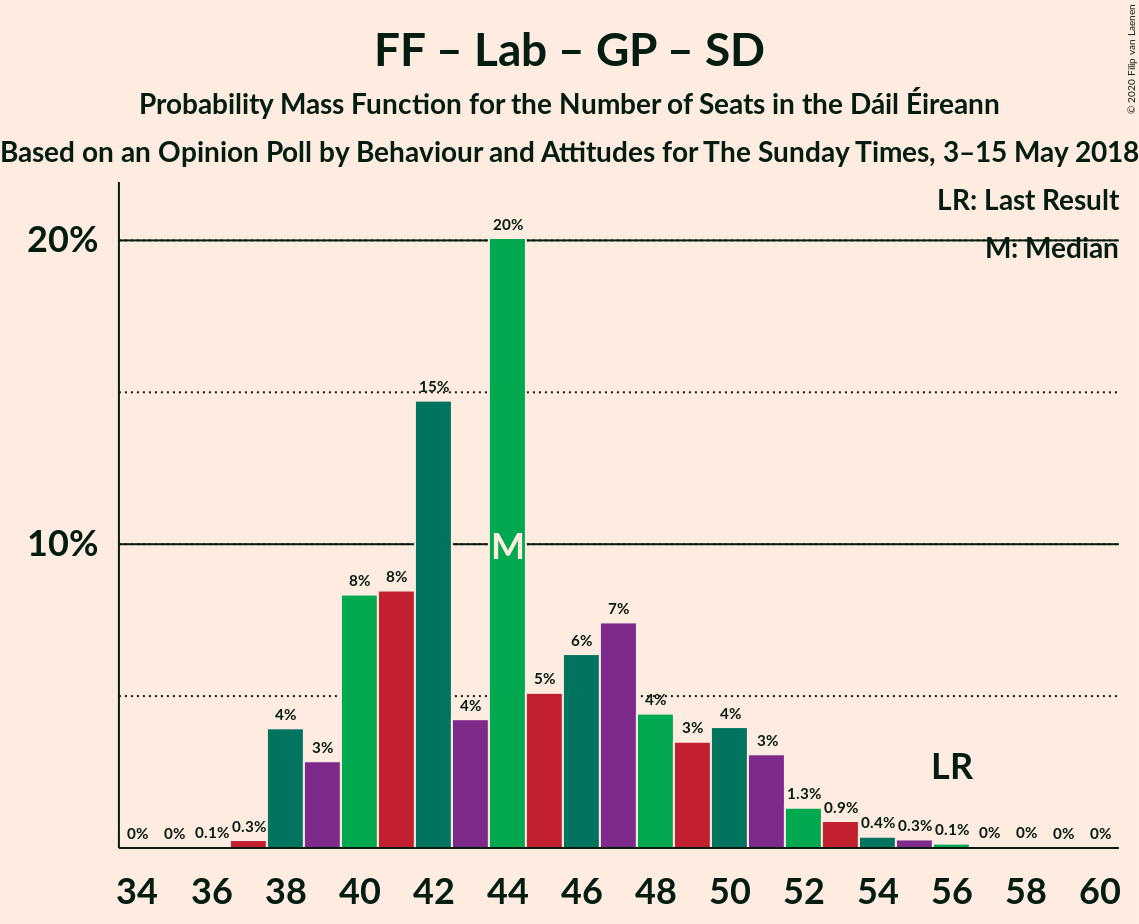 FF – Lab – GP – SD
Probability Mass Function for the Number of Seats in the Dáil Éireann
Based on an Opinion Poll by Behaviour and Attitudes for The Sunday Times, 3–15 May 2018
© 2020 Filip van Laenen
LR: Last Result
M: Median
20%
10%
0% 0% 0.1% 0.3% 4% 3% 8% 8% 15% 4% 20% 5% 6% 7% 4% 3% 4% 3% 1.3% 0.9% 0.4% 0.3% 0.1% 0% 0% 0% 0%
M
LR
34 36 38 40 42 44 46 48 50 52 54 56 58 60